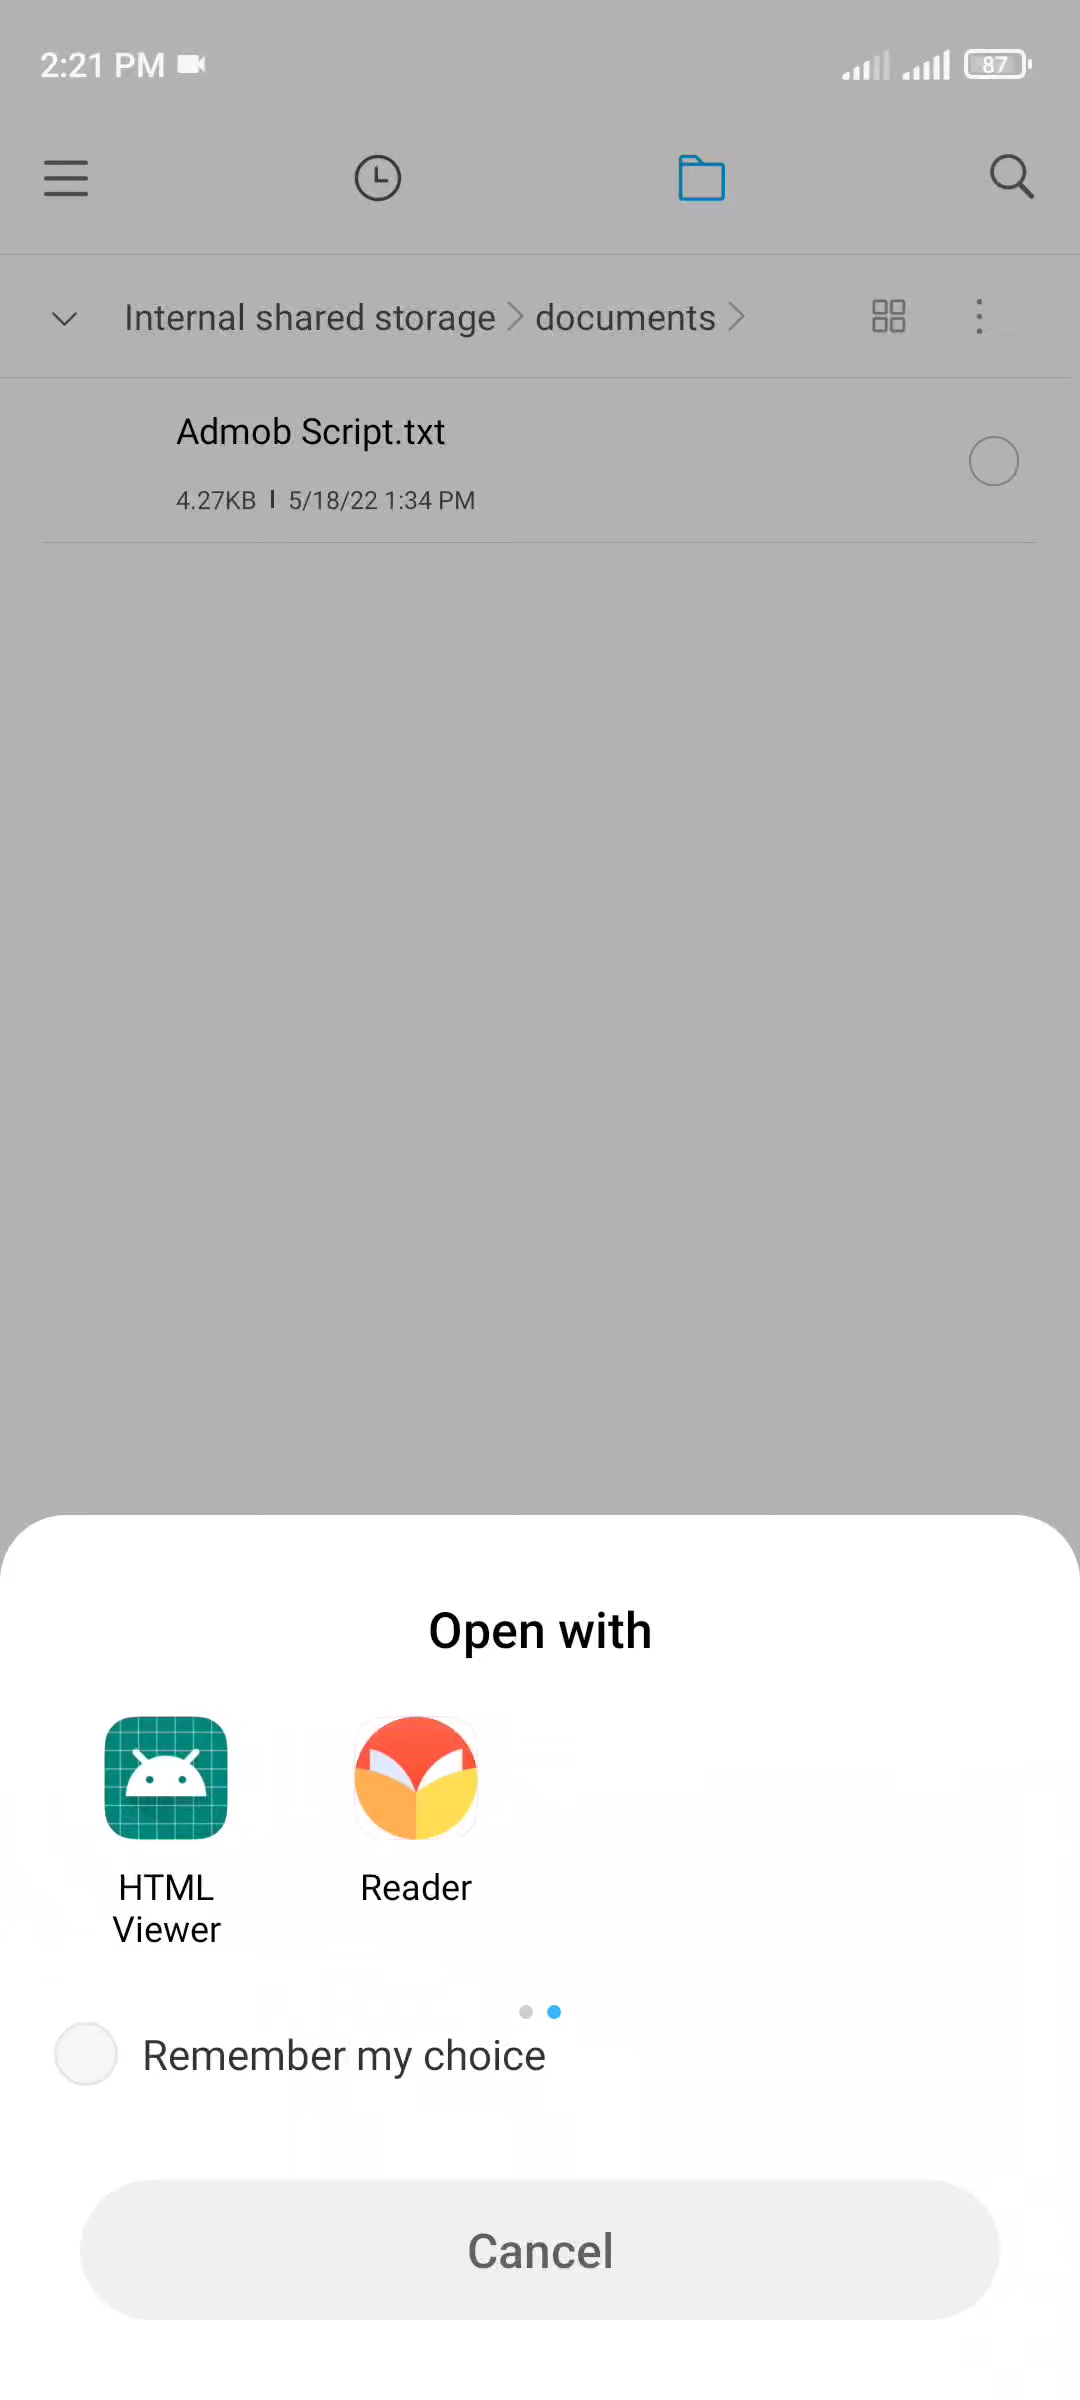 2:21 PM
87
Internal shared storage
documents
Admob Script.txt
4.27KB
5/18/22 1:34 PM
Open with
HTML
Viewer
Reader
Remember my choice
Cancel